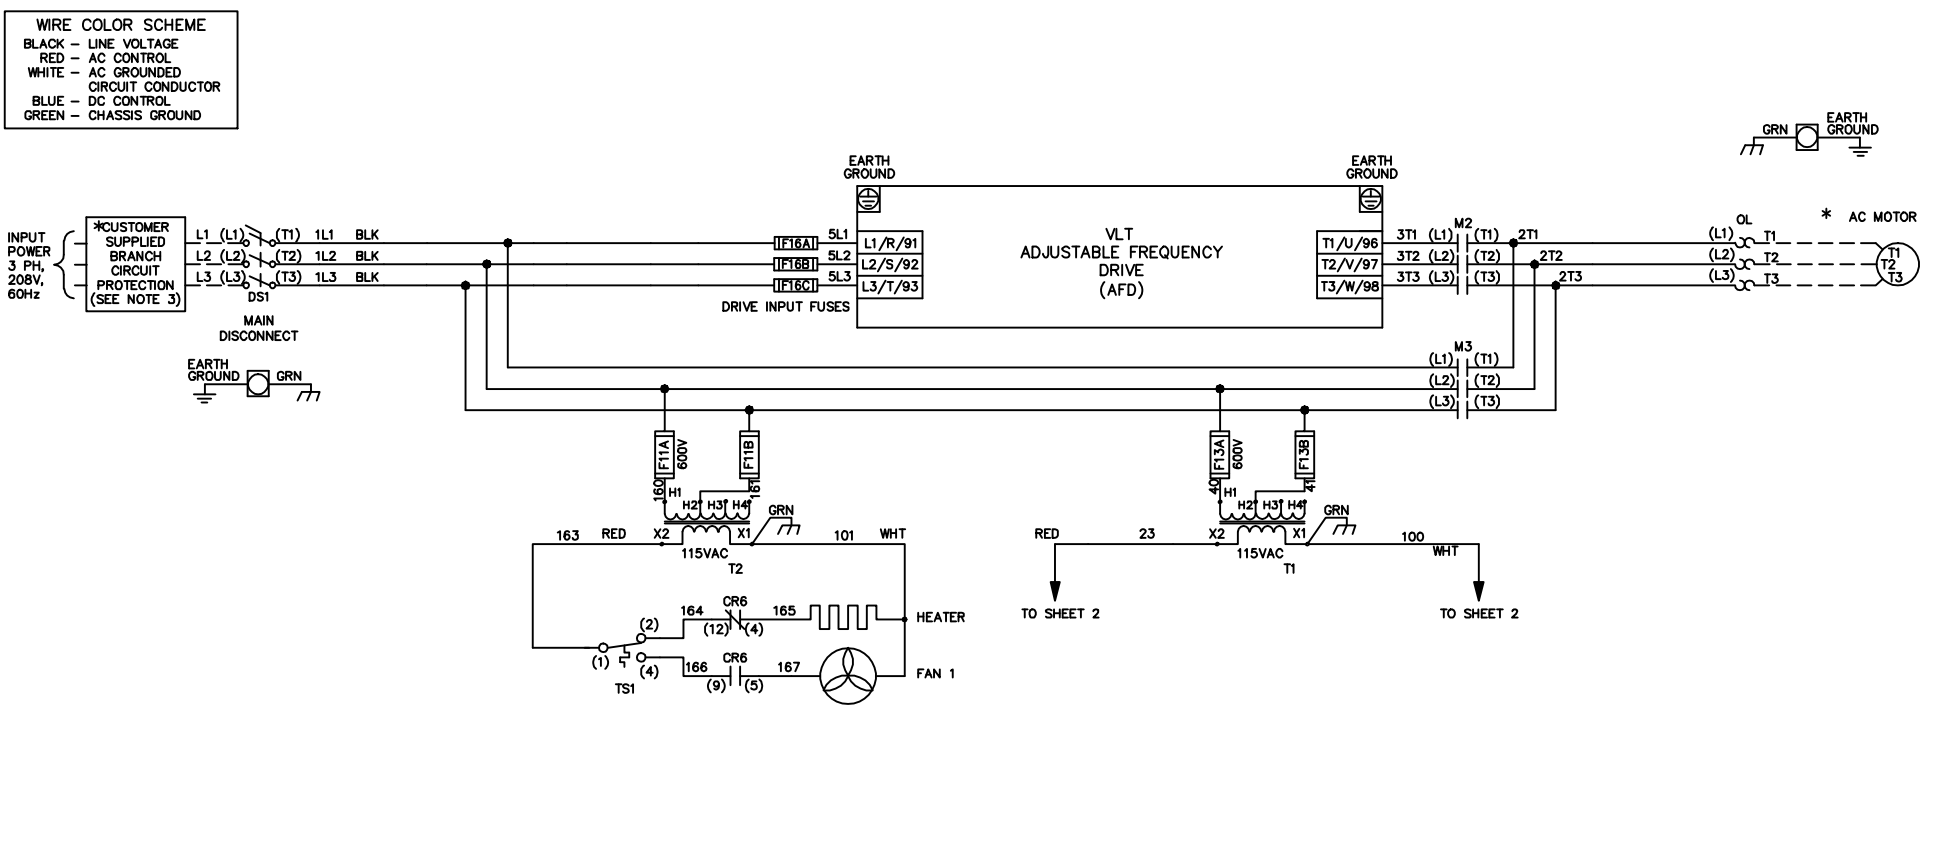 WIRE COLOR SCHEME
BLACK – LINE VOLTAGE
RED – AC CONTROL
WHITE – AC GROUNDED
CIRCUIT CONDUCTOR
BLUE – DC CONTROL
GREEN – CHASSIS GROUND
GRN
EARTH
GROUND
EARTH
GROUND
EARTH
GROUND
INPUT
POWER
3 PH,
208V,
60Hz
*CUSTOMER
SUPPLIED
BRANCH
CIRCUIT
PROTECTION
(SEE NOTE 3)
L1 (L1) (T1) 1L1 BLK
L2 (L2) (T2) 1L2 BLK
L3 (L3) (T3) 1L3 BLK
DS1
MAIN
DISCONNECT
EARTH
GROUND
GRN
F16A 5L1 L1/R/91
F16B 5L2 L2/S/92
F16C 5L3 L3/T/93
DRIVE INPUT FUSES
VLT
ADJUSTABLE FREQUENCY
DRIVE
(AFD)
M2
T1/U/96 3T1 (L1) (T1) 2T1
T2/V/97 3T2 (L2) (T2) 2T2
T3/W/98 3T3 (L3) (T3) 2T3
OL
* AC MOTOR
(L1) T1 T1
(L2) T2 T2
(L3) T3 T3
M3
(L1) (T1)
(L2) (T2)
(L3) (T3)
F11A 600V F11B
160 161
H1 H2 H3 H4
GRN
163 RED X2 X1 101 WHT
115VAC
T2
F13A 600V F13B
40 41
H1 H2 H3 H4
GRN
RED 23 X2 X1 100
WHT
115VAC
T1
TO SHEET 2
TO SHEET 2
CR6
164 165
(12) (4)
HEATER
(2)
(1)
(4)
TS1
CR6
166 167
(9) (5)
FAN 1